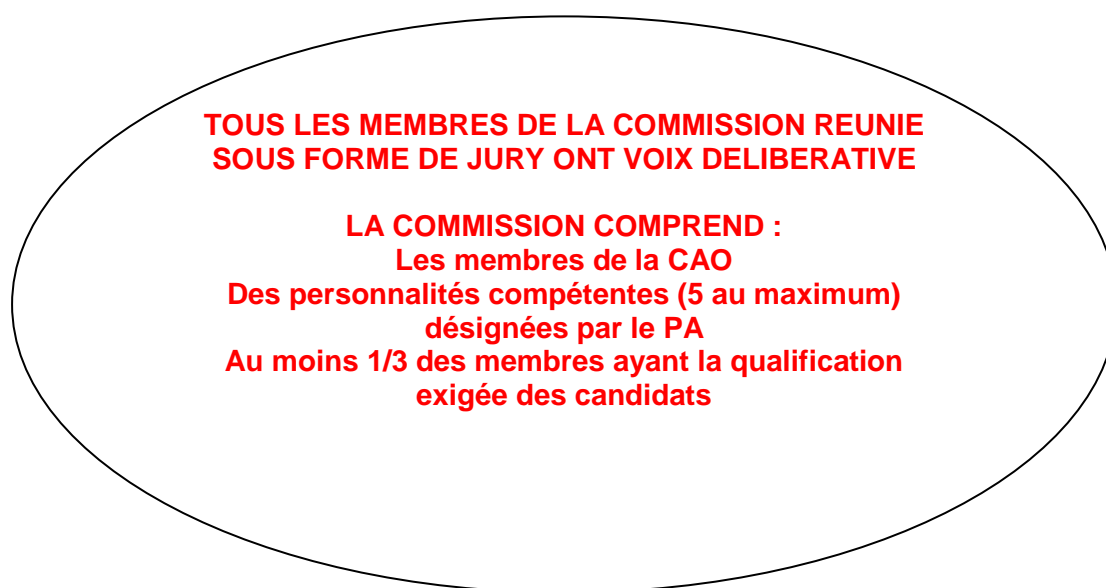 TOUS LES MEMBRES DE LA COMMISSION REUNIE
SOUS FORME DE JURY ONT VOIX DELIBERATIVE
LA COMMISSION COMPREND :
Les membres de la CAO
Des personnalités compétentes (5 au maximum)
désignées par le PA
Au moins 1/3 des membres ayant la qualification
exigée des candidats